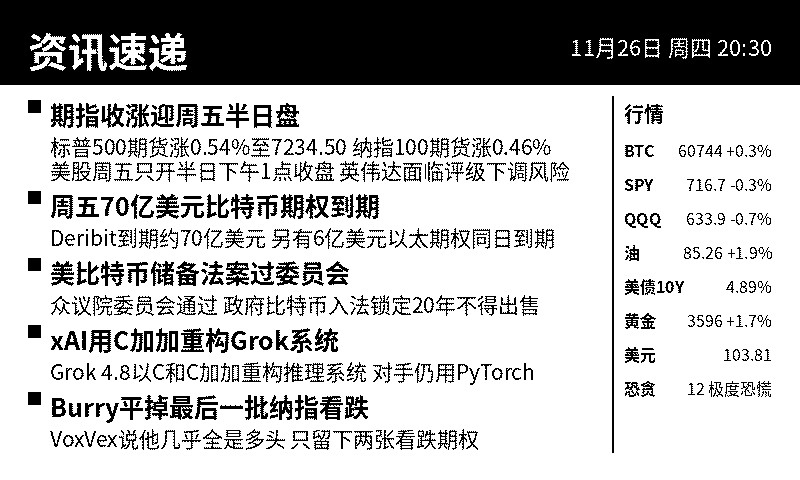 资讯速递
11月26日 周四 20:30
期指收涨迎周五半日盘
标普500期货涨0.54%至7234.50 纳指100期货涨0.46%
美股周五只开半日下午1点收盘 英伟达面临评级下调风险
周五70亿美元比特币期权到期
Deribit到期约70亿美元 另有6亿美元以太期权同日到期
美比特币储备法案过委员会
众议院委员会通过 政府比特币入法锁定20年不得出售
xAI用C加加重构Grok系统
Grok 4.8以C和C加加重构推理系统 对手仍用PyTorch
Burry平掉最后一批纳指看跌
VoxVex说他几乎全是多头 只留下两张看跌期权
行情
BTC 60744 +0.3%
SPY 716.7 -0.3%
QQQ 633.9 -0.7%
油 85.26 +1.9%
美债10Y 4.89%
黄金 3596 +1.7%
美元 103.81
恐贪 12 极度恐慌